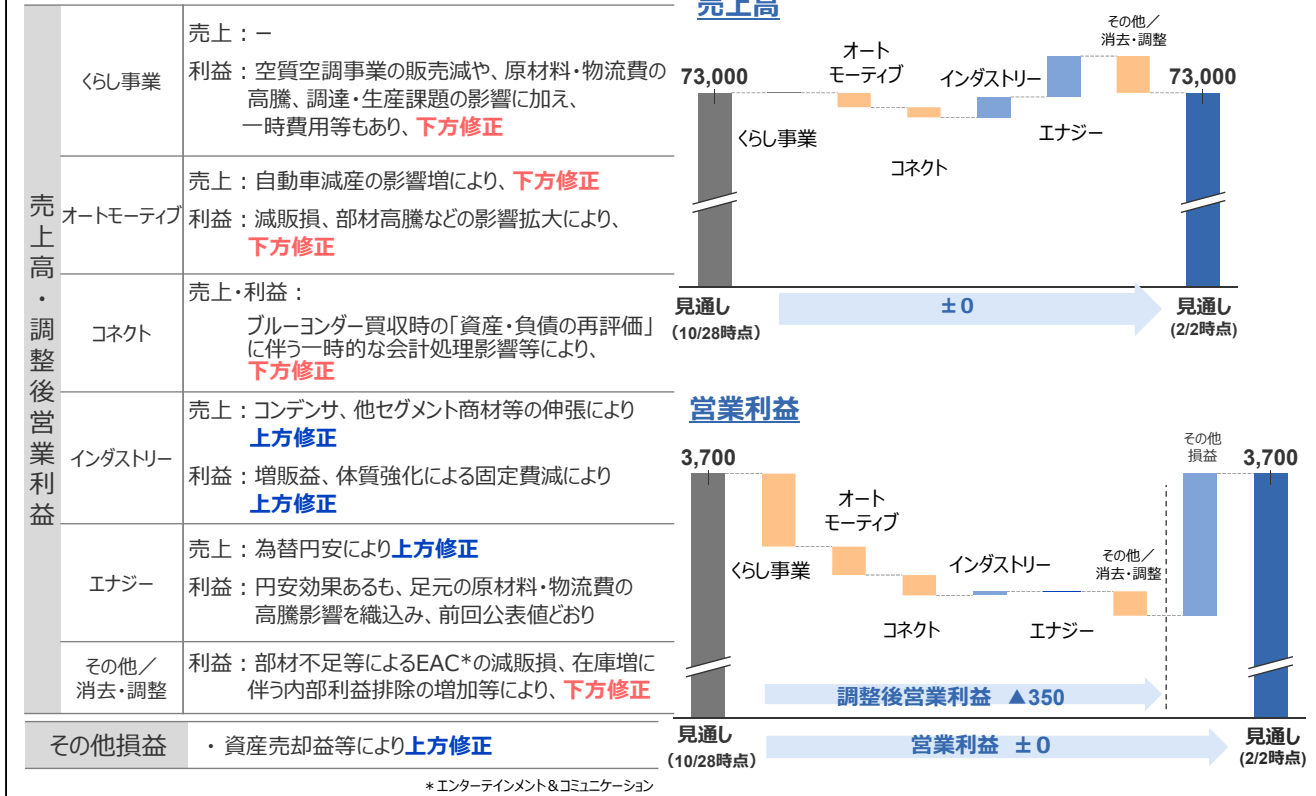 売上高・調整後営業利益
くらし事業
売上：－
利益：空質空調事業の販売減や、原材料・物流費の
高騰、調達・生産課題の影響に加え、
一時費用等もあり、下方修正
オートモーティブ
売上：自動車減産の影響増により、下方修正
利益：減販損、部材高騰などの影響拡大により、
下方修正
コネクト
売上・利益：
ブルーヨンダー買収時の「資産・負債の再評価」
に伴う一時的な会計処理影響等により、
下方修正
インダストリー
売上：コンデンサ、他セグメント商材等の伸張により
上方修正
利益：増販益、体質強化による固定費減により
上方修正
エナジー
売上：為替円安により上方修正
利益：円安効果あるも、足元の原材料・物流費の
高騰影響を織込み、前回公表値どおり
その他／
消去・調整
利益：部材不足等によるEAC*の減販損、在庫増に
伴う内部利益排除の増加等により、下方修正
その他損益
・資産売却益等により上方修正
＊エンターテインメント＆コミュニケーション
売上高
73,000
くらし事業
オート
モーティブ
コネクト
インダストリー
エナジー
その他／
消去・調整
73,000
見通し
（10/28時点）
±0
見通し
(2/2時点)
営業利益
3,700
くらし事業
オート
モーティブ
コネクト
インダストリー
エナジー
その他／
消去・調整
その他
損益
3,700
調整後営業利益 ▲350
見通し
（10/28時点）
営業利益 ±0
見通し
(2/2時点)